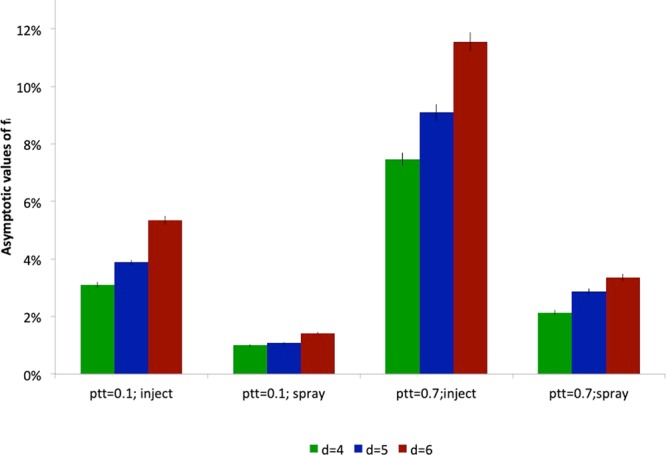 12%
10%
8%
6%
4%
2%
0%
Asymptotic values of fᵢ
ptt=0.1; inject
ptt=0.1; spray
ptt=0.7;inject
ptt=0.7;spray
d=4
d=5
d=6